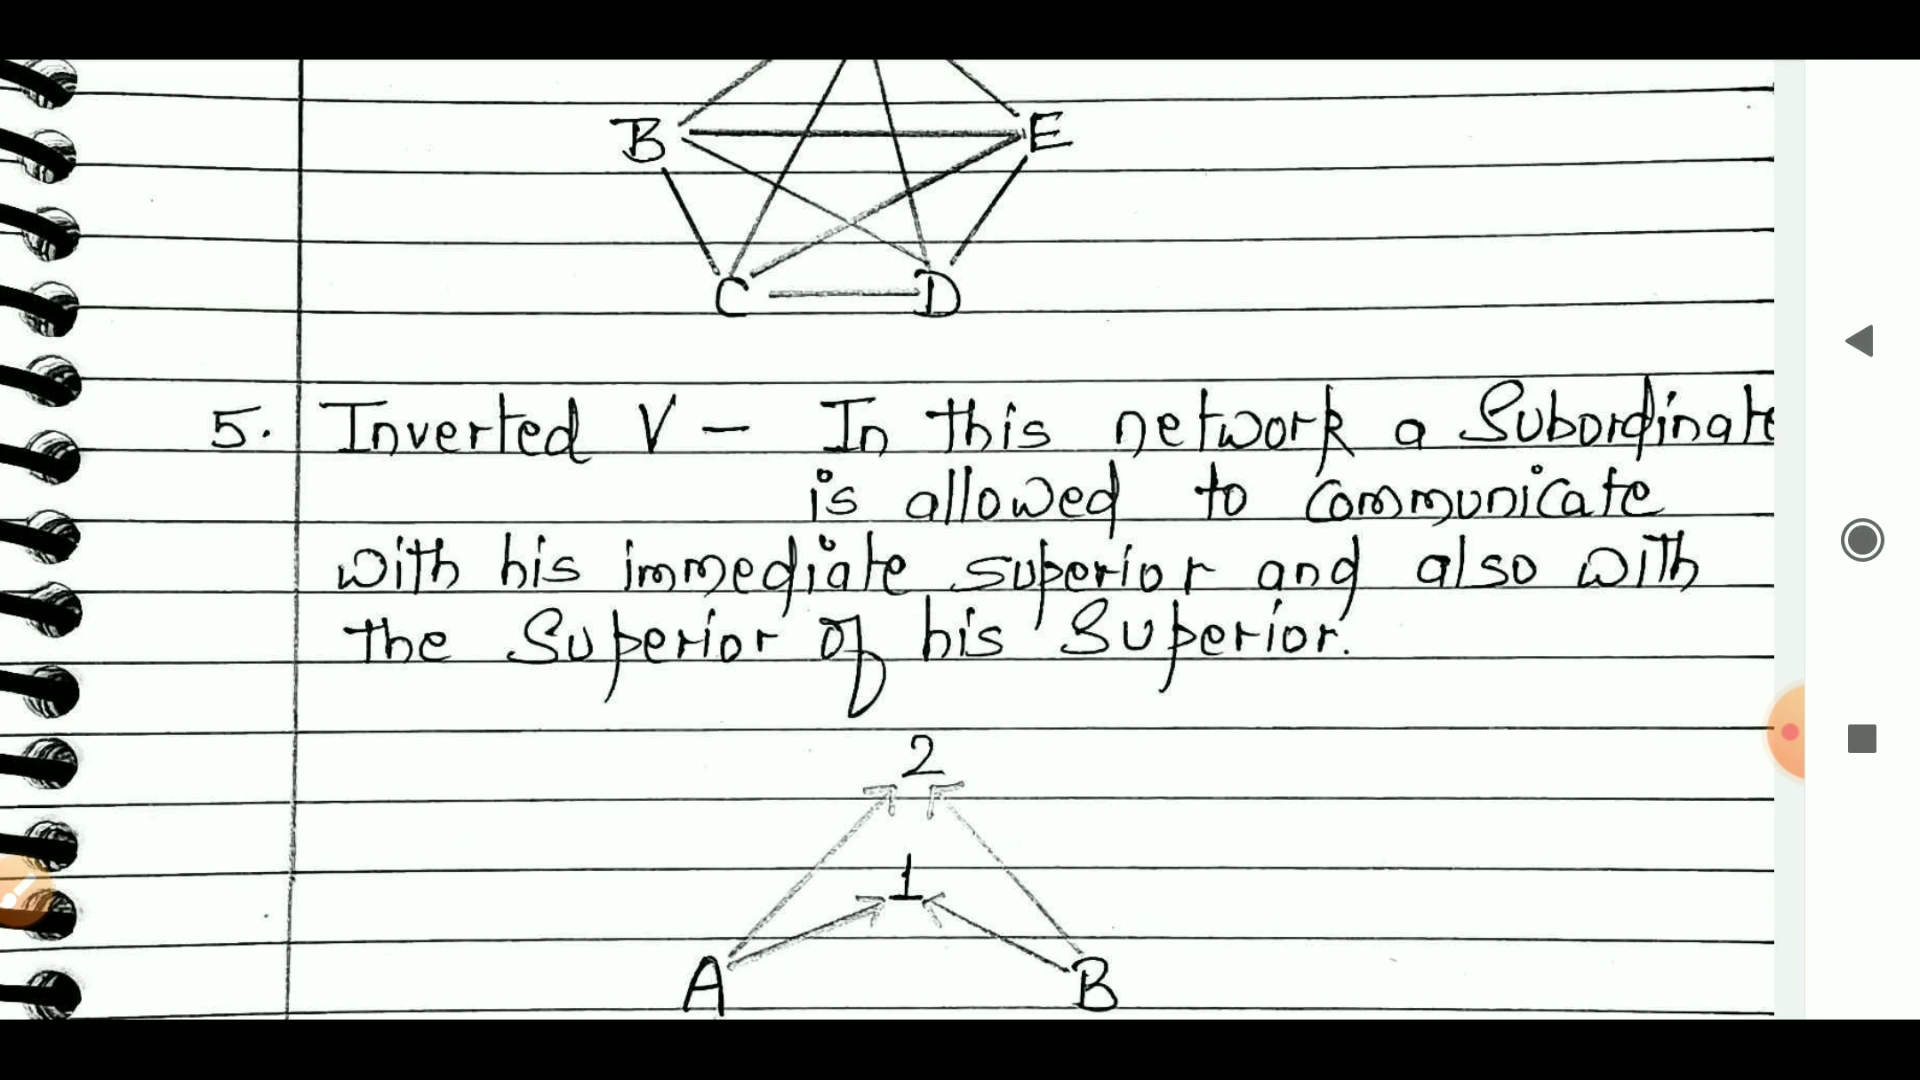 B E
C D
5. Inverted V - In this network a Subordinate
is allowed to communicate
with his immediate superior and also with
the Superior of his Superior.
2
1
A B